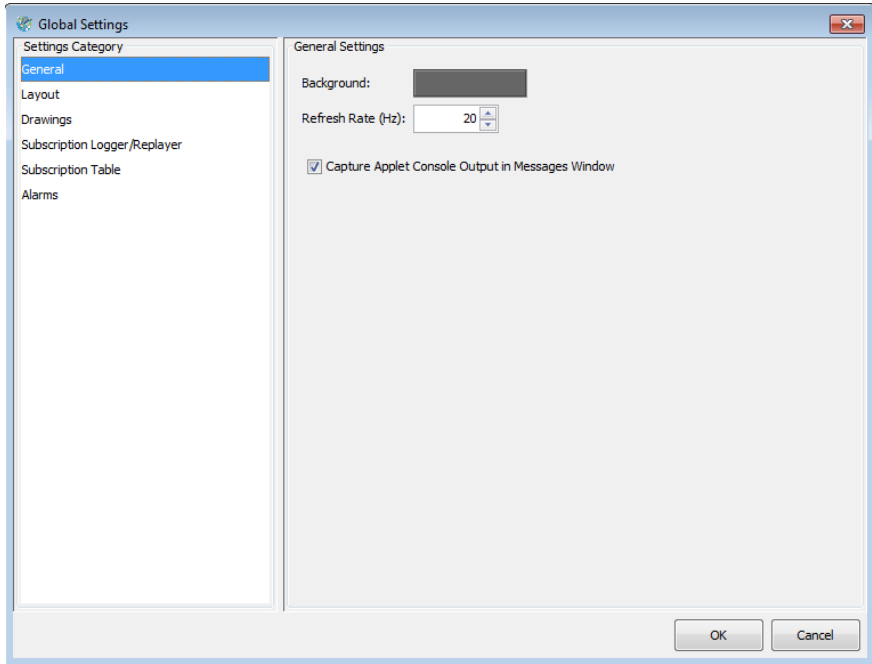 Global Settings
Settings Category
General
Layout
Drawings
Subscription Logger/Replayer
Subscription Table
Alarms
General Settings
Background:
Refresh Rate (Hz): 20
Capture Applet Console Output in Messages Window
OK
Cancel